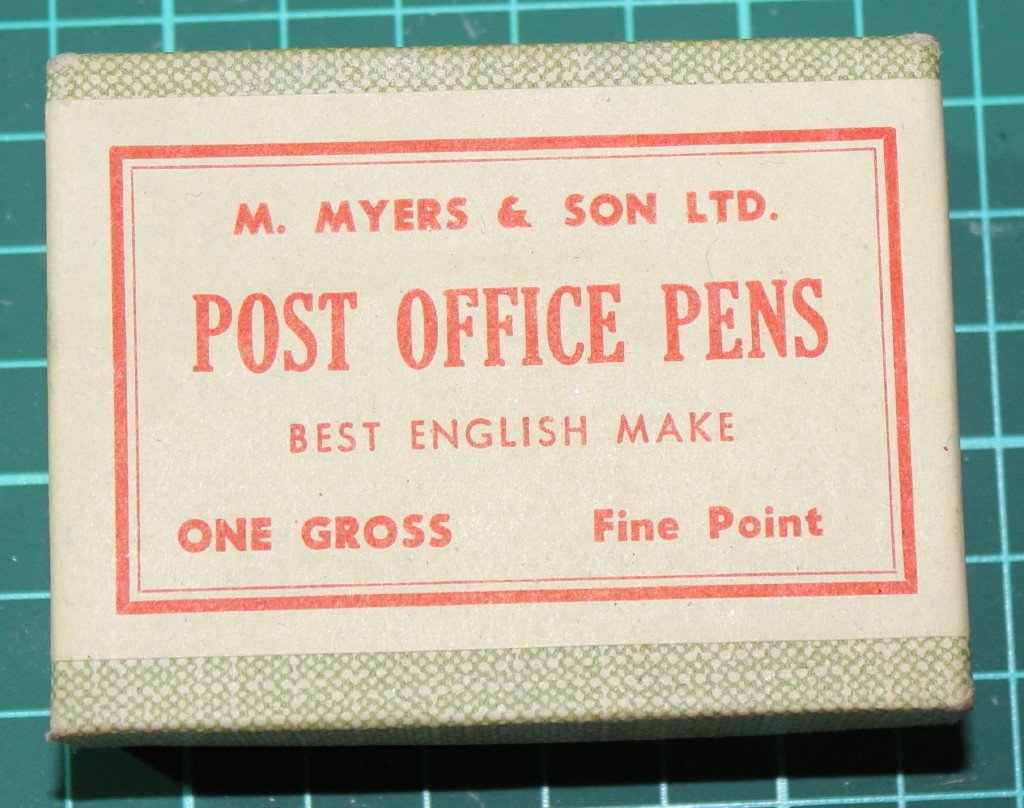 M. MYERS & SON LTD.
POST OFFICE PENS
BEST ENGLISH MAKE
ONE GROSS Fine Point